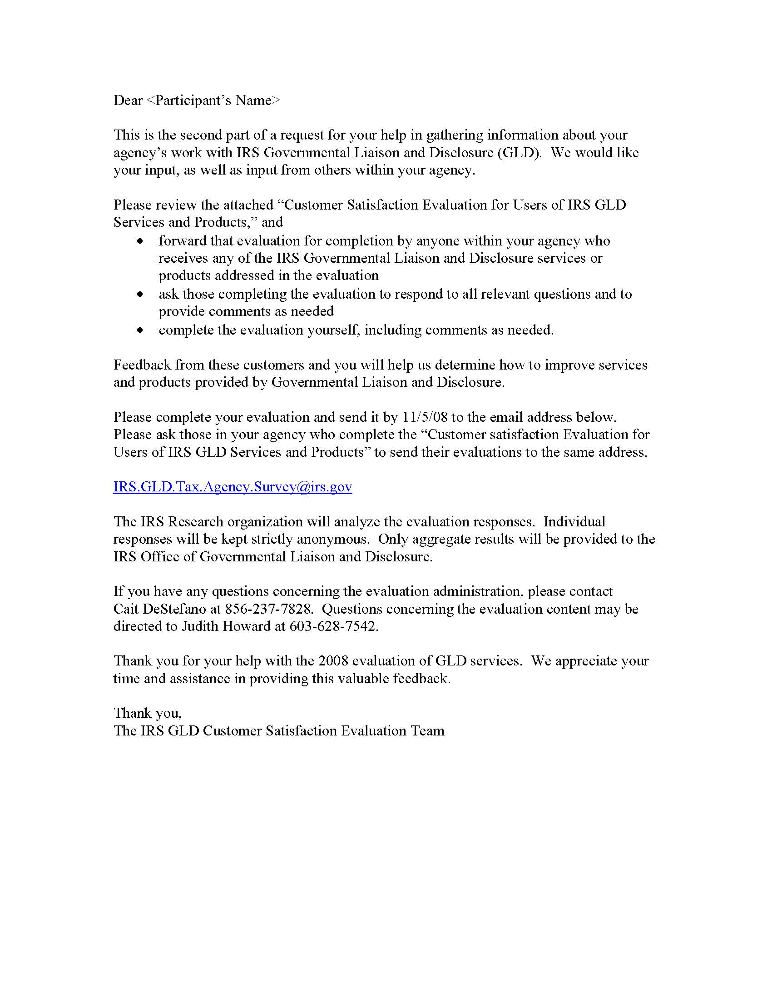 Dear <Participant’s Name>
This is the second part of a request for your help in gathering information about your
agency’s work with IRS Governmental Liaison and Disclosure (GLD).  We would like
your input, as well as input from others within your agency.
Please review the attached “Customer Satisfaction Evaluation for Users of IRS GLD
Services and Products,” and
• forward that evaluation for completion by anyone within your agency who
receives any of the IRS Governmental Liaison and Disclosure services or
products addressed in the evaluation
• ask those completing the evaluation to respond to all relevant questions and to
provide comments as needed
• complete the evaluation yourself, including comments as needed.
Feedback from these customers and you will help us determine how to improve services
and products provided by Governmental Liaison and Disclosure.
Please complete your evaluation and send it by 11/5/08 to the email address below.
Please ask those in your agency who complete the “Customer satisfaction Evaluation for
Users of IRS GLD Services and Products” to send their evaluations to the same address.
IRS.GLD.Tax.Agency.Survey@irs.gov
The IRS Research organization will analyze the evaluation responses.  Individual
responses will be kept strictly anonymous.  Only aggregate results will be provided to the
IRS Office of Governmental Liaison and Disclosure.
If you have any questions concerning the evaluation administration, please contact
Cait DeStefano at 856-237-7828.  Questions concerning the evaluation content may be
directed to Judith Howard at 603-628-7542.
Thank you for your help with the 2008 evaluation of GLD services.  We appreciate your
time and assistance in providing this valuable feedback.
Thank you,
The IRS GLD Customer Satisfaction Evaluation Team